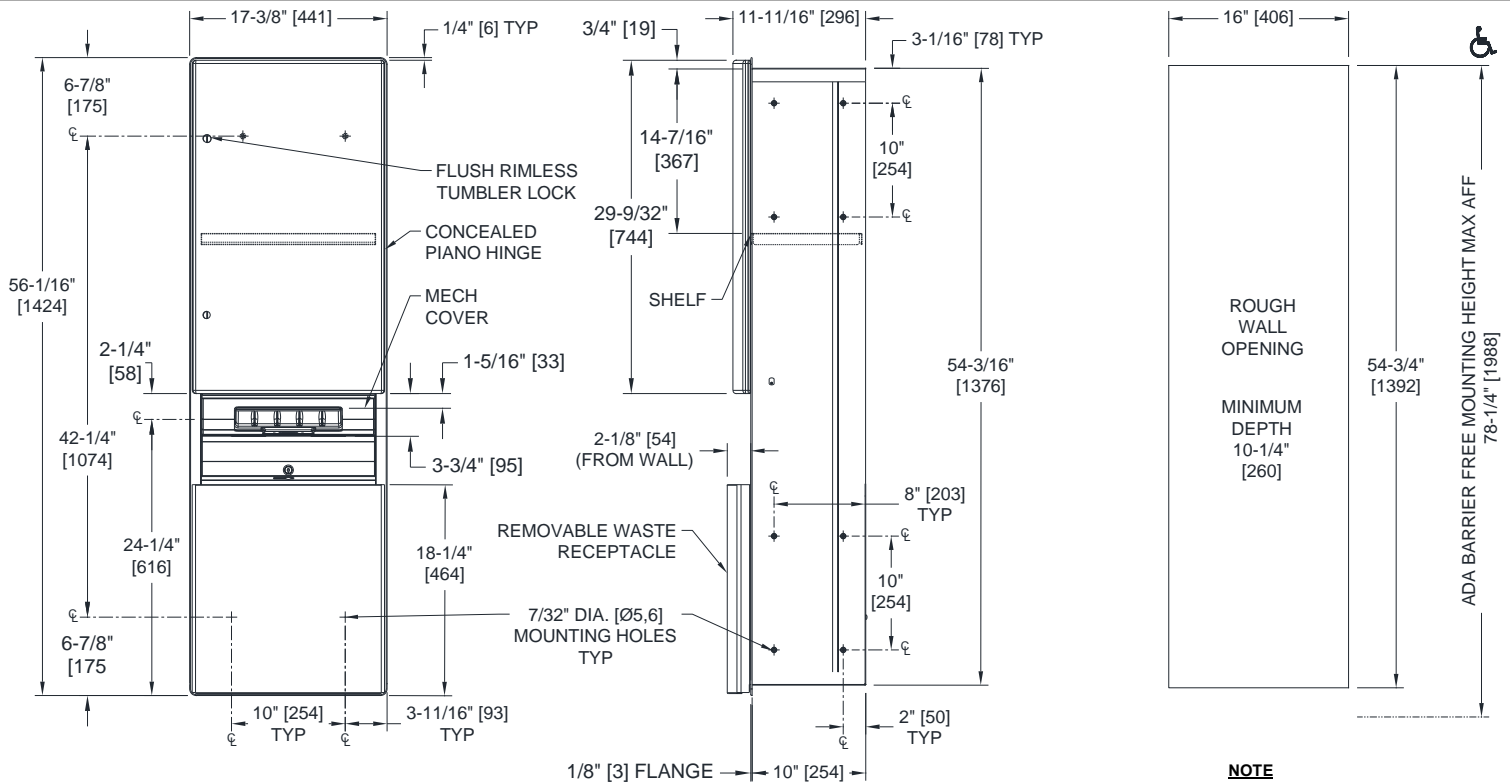 17-3/8" [441]
1/4" [6] TYP
6-7/8"
[175]
℄
FLUSH RIMLESS
TUMBLER LOCK
CONCEALED
PIANO HINGE
56-1/16"
[1424]
MECH
COVER
2-1/4"
[58]
1-5/16" [33]
℄
42-1/4"
[1074]
3-3/4" [95]
24-1/4"
[616]
18-1/4"
[464]
℄
6-7/8"
[175
10" [254]
TYP
3-11/16" [93]
TYP
℄
℄
11-11/16" [296]
3/4" [19]
3-1/16" [78] TYP
℄
14-7/16"
[367]
10"
[254]
℄
29-9/32"
[744]
SHELF
54-3/16"
[1376]
2-1/8" [54]
(FROM WALL)
℄
8" [203]
TYP
REMOVABLE WASTE
RECEPTACLE
℄
10"
[254]
7/32" DIA. [Ø5,6]
MOUNTING HOLES
TYP
℄
2" [50]
TYP
℄
1/8" [3] FLANGE
10" [254]
16" [406]
ROUGH
WALL
OPENING
MINIMUM
DEPTH
10-1/4"
[260]
54-3/4"
[1392]
ADA BARRIER FREE MOUNTING HEIGHT MAX AFF
78-1/4" [1988]
NOTE